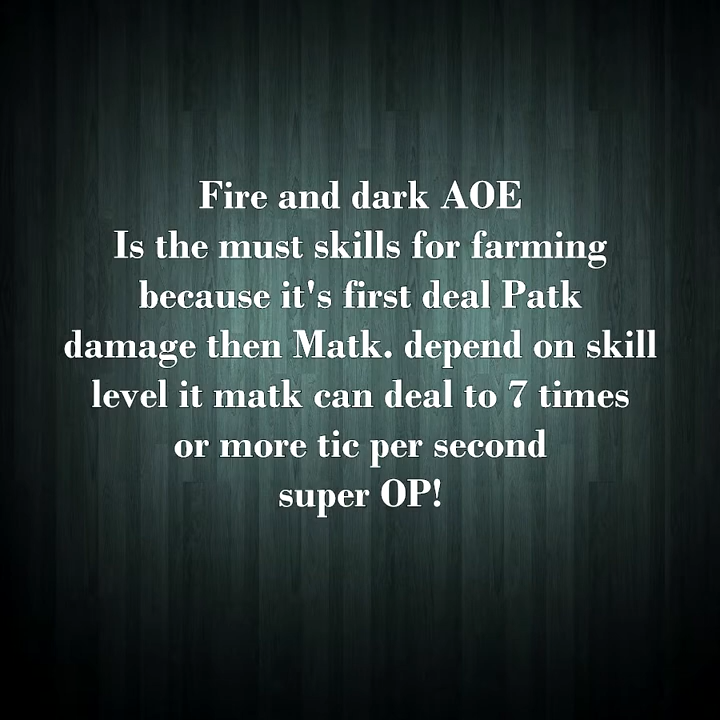 Fire and dark AOE
Is the must skills for farming
because it's first deal Patk
damage then Matk. depend on skill
level it matk can deal to 7 times
or more tic per second
super OP!